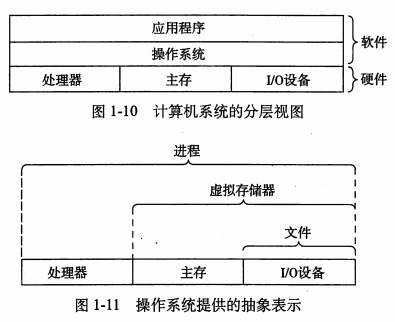 应用程序
操作系统
软件
处理器 主存 I/O设备
硬件
图 1-10 计算机系统的分层视图
进程
虚拟存储器
文件
处理器 主存 I/O设备
图 1-11 操作系统提供的抽象表示